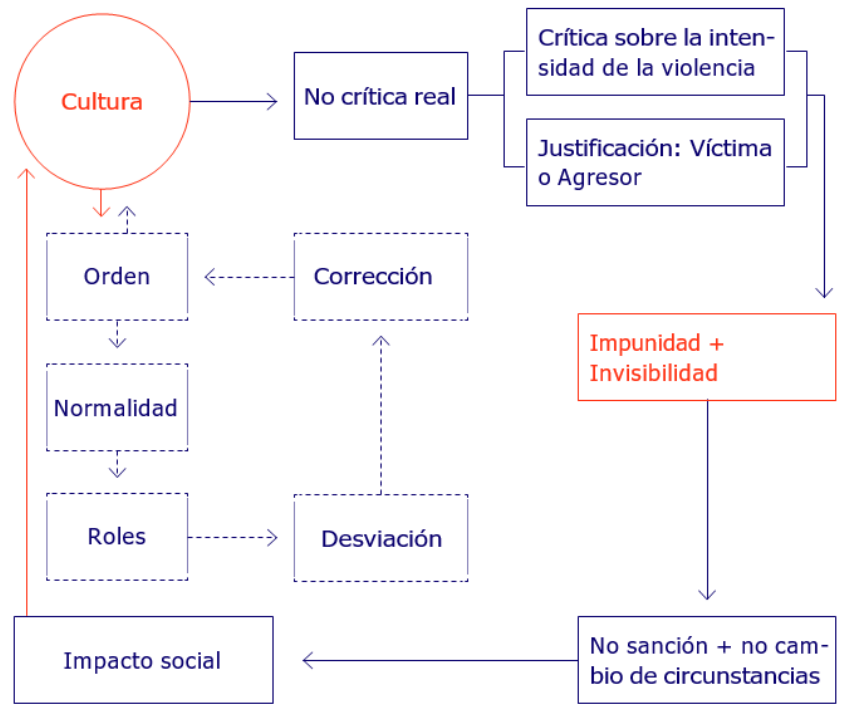 Cultura
No crítica real
Crítica sobre la inten-
sidad de la violencia
Justificación: Víctima
o Agresor
Orden
Corrección
Impunidad +
Invisibilidad
Normalidad
Roles
Desviación
Impacto social
No sanción + no cam-
bio de circunstancias